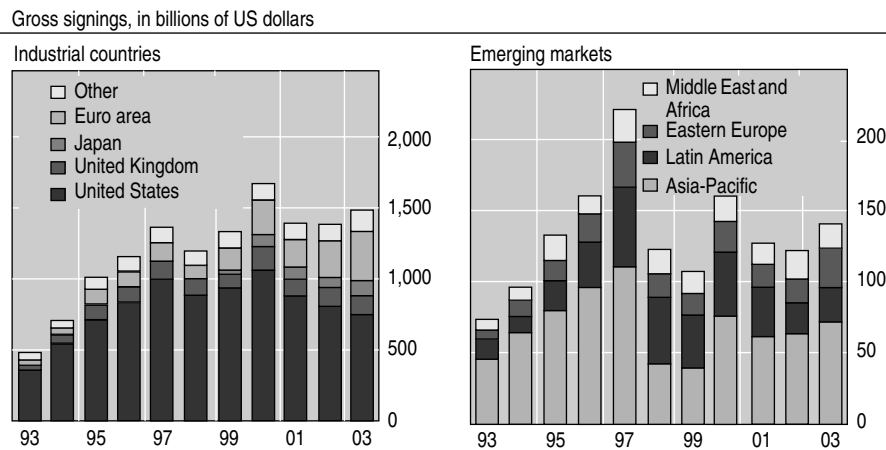 Gross signings, in billions of US dollars
Industrial countries
Other
Euro area
Japan
United Kingdom
United States
2,000
1,500
1,000
500
0
93
95
97
99
01
03
Emerging markets
Middle East and
Africa
Eastern Europe
Latin America
Asia-Pacific
200
150
100
50
0
93
95
97
99
01
03